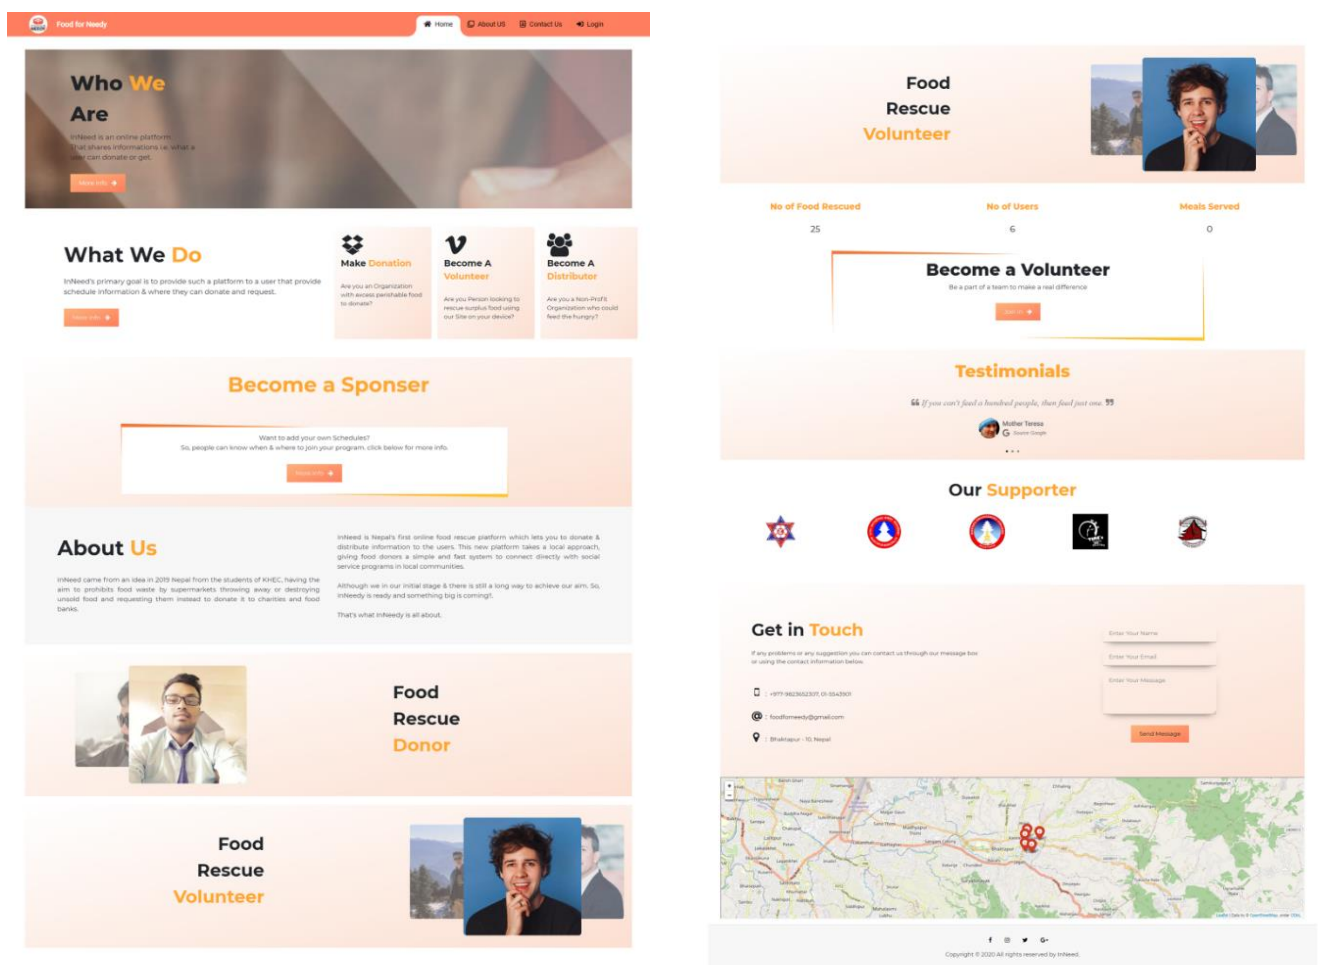 Food for Needy
Home
About US
Contact Us
Login
Who We
Are
InNeed is an online platform
That shares informations i.e. what a
user can donate or get.
More Info
What We Do
InNeed's primary goal is to provide such a platform to a user that provide
schedule information & where they can donate and request.
More Info
Make Donation
Are you an Organization
with excess perishable food
to donate?
Become A
Volunteer
Are you Person looking to
rescue surplus food using
our Site on your device?
Become A
Distributor
Are you a Non-Profit
Organization who could
feed the hungry?
Become a Sponser
Want to add your own Schedules?
So, people can know when & where to join your program. click below for more info.
More Info
About Us
InNeed came from an idea in 2019 Nepal from the students of KHEC, having the
aim to prohibits food waste by supermarkets throwing away or destroying
unsold food and requesting them instead to donate it to charities and food
banks.
InNeed is Nepal's first online food rescue platform which lets you to donate &
distribute information to the users. This new platform takes a local approach,
giving food donors a simple and fast system to connect directly with social
service programs in local communities.
Although we in our initial stage & there is still a long way to achieve our aim. So,
InNeedy is ready and something big is coming!!.
That's what InNeedy is all about.
Food
Rescue
Donor
Food
Rescue
Volunteer
Food
Rescue
Volunteer
No of Food Rescued
25
No of Users
6
Meals Served
0
Become a Volunteer
Be a part of a team to make a real difference
Join Us
Testimonials
If you can't feed a hundred people, then feed just one.
Mother Teresa
Source: Google
Our Supporter
Get in Touch
If any problems or any suggestion you can contact us through our message box
or using the contact information below.
: +977-9823652307, 01-5543901
: foodforneedy@gmail.com
: Bhaktapur - 10, Nepal
Enter Your Name
Enter Your Email
Enter Your Message
Send Message
Bhaktapur
Copyright © 2020 All rights reserved by InNeed.